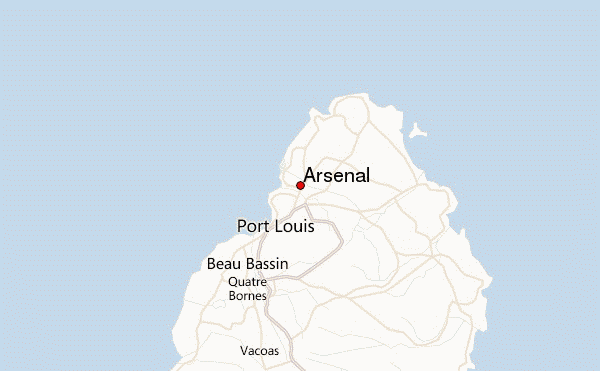 Arsenal
Port Louis
Beau Bassin
Quatre
Bornes
Vacoas